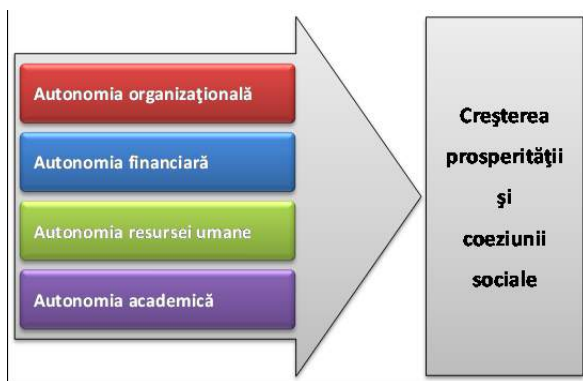 Autonomia organizaţională
Autonomia financiară
Autonomia resursei umane
Autonomia academică
Creşterea
prosperităţii
şi
coeziunii
sociale